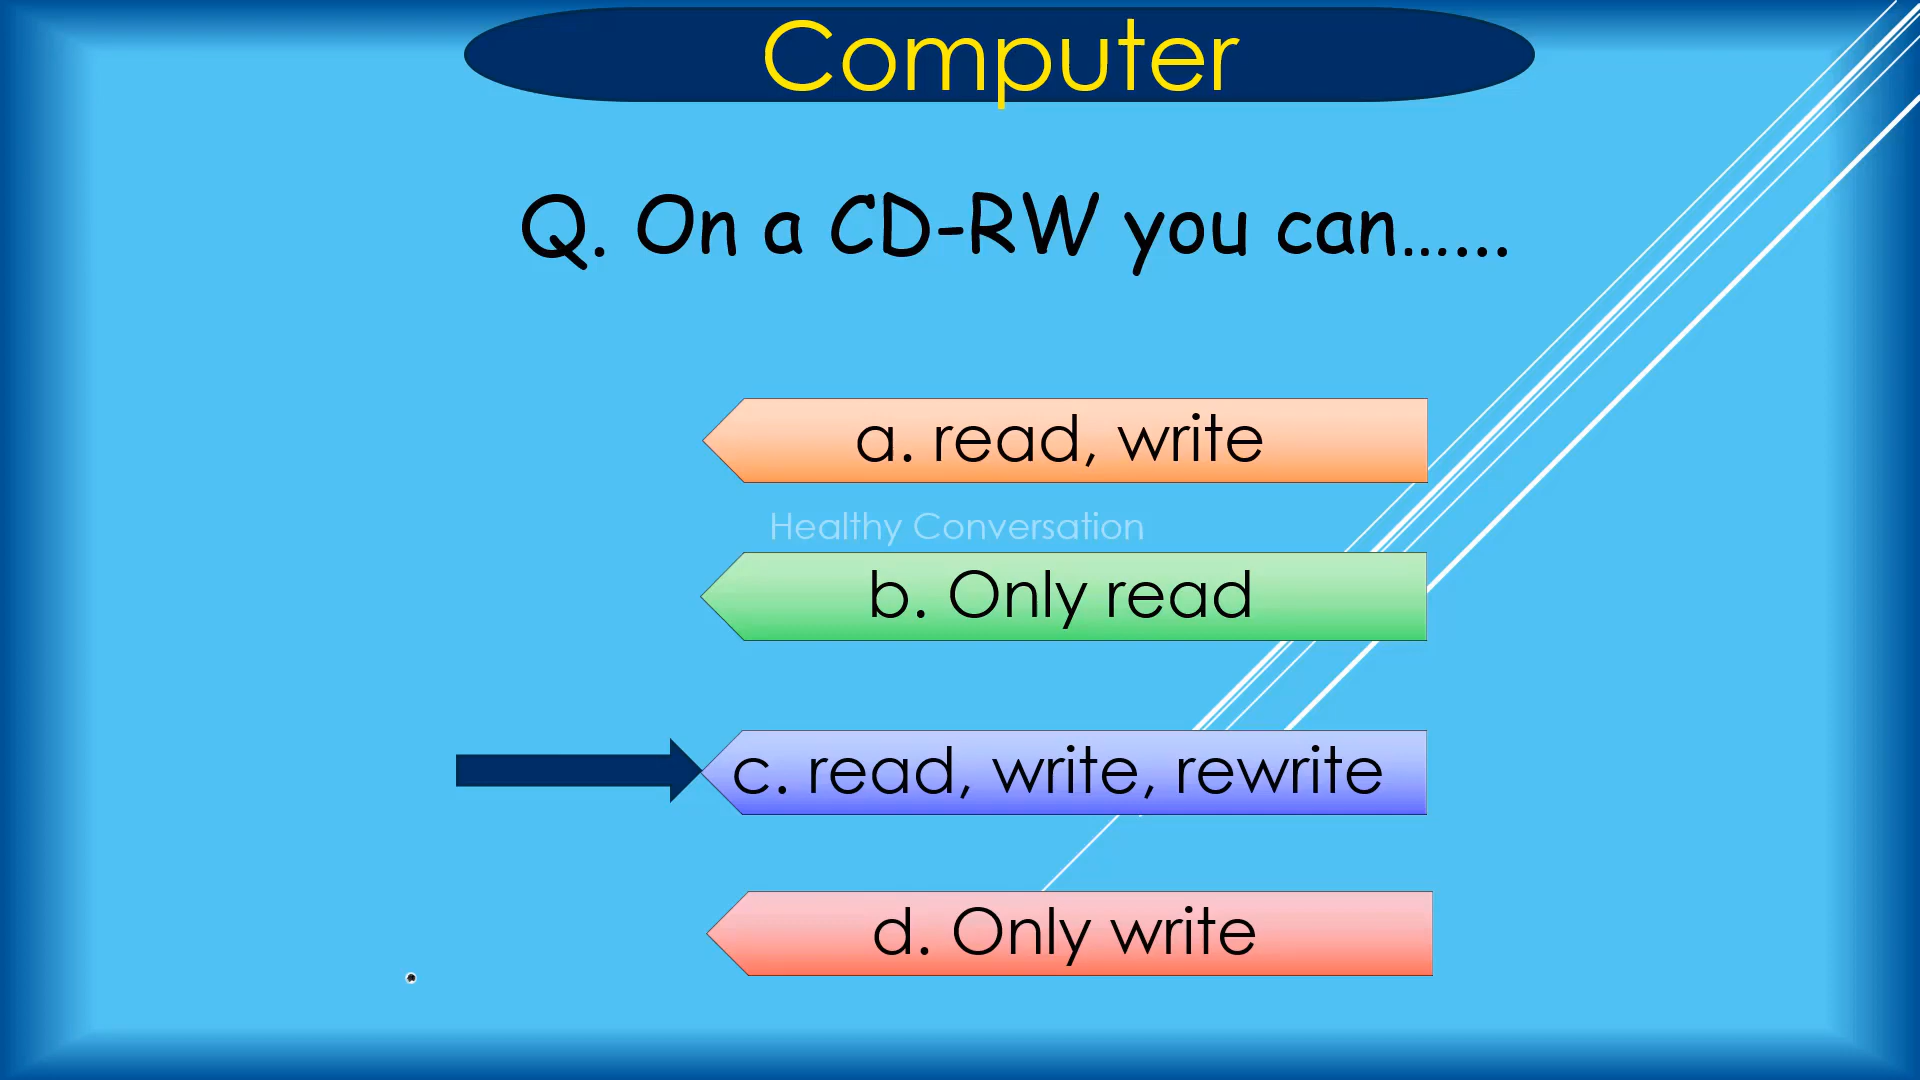 Computer
Q. On a CD-RW you can......
a. read, write
Healthy Conversation
b. Only read
c. read, write, rewrite
d. Only write